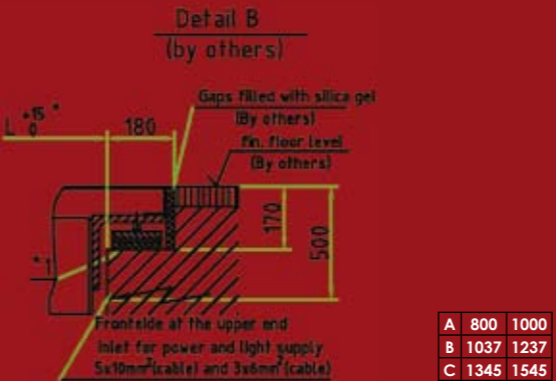 Detail B
(by others)
Gaps filled with silica gel
(By others)
L +15 * 0
180
fin. floor level
(By others)
170
500
* 1
Frontside at the upper end
inlet for power and light supply
5x10mm²(cable) and 3x6mm²(cable)
A 800 1000
B 1037 1237
C 1345 1545